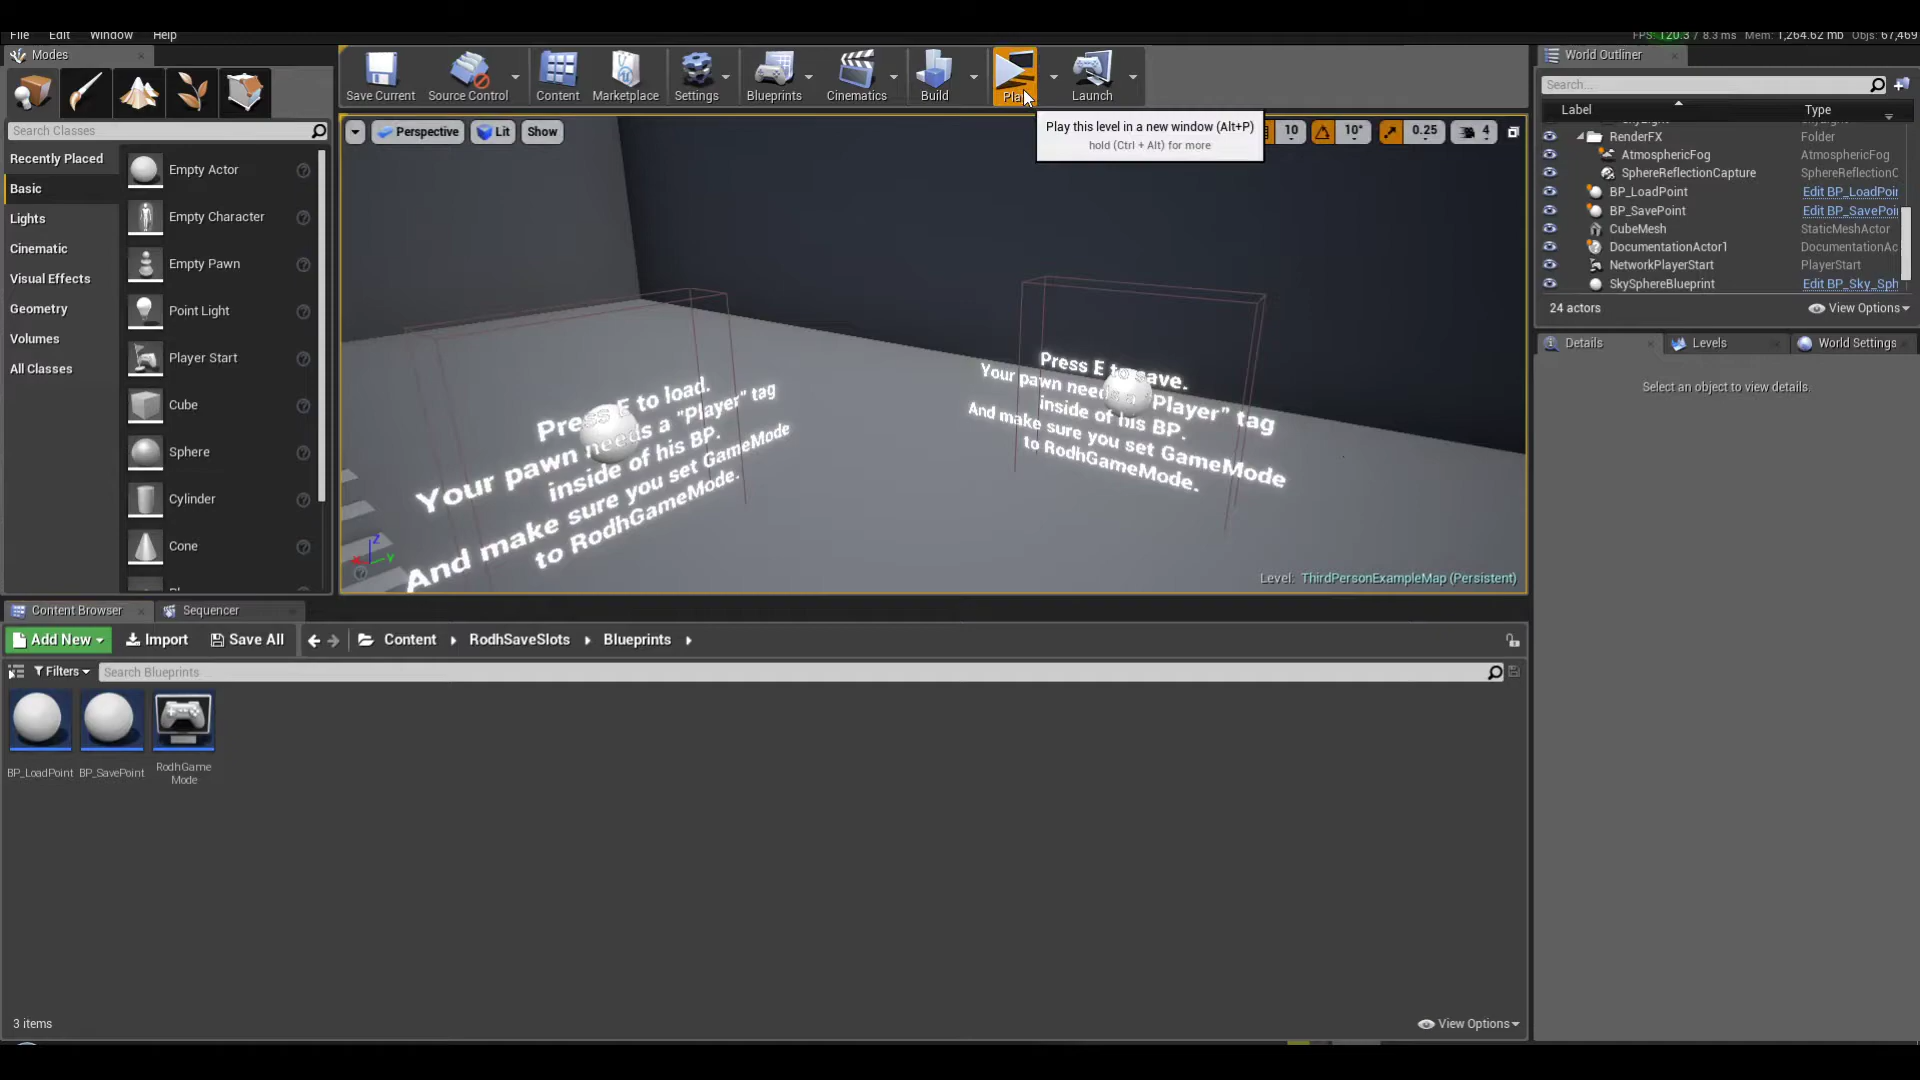 File Edit Window Help
FPS: 120.3 / 8.3 ms Mem: 1,264.62 mb Objs: 67,469
Modes
Save Current
Source Control
Content
Marketplace
Settings
Blueprints
Cinematics
Build
Play
Launch
World Outliner
Search...
Label Type
Search Classes
Recently Placed
Basic
Lights
Cinematic
Visual Effects
Geometry
Volumes
All Classes
Empty Actor
Empty Character
Empty Pawn
Point Light
Player Start
Cube
Sphere
Cylinder
Cone
Perspective Lit Show
Play this level in a new window (Alt+P)
hold (Ctrl + Alt) for more
10 10° 0.25 4
Press E to load.
Your pawn needs a "Player" tag
inside of his BP.
And make sure you set GameMode
to RodhGameMode.
Press E to save.
Your pawn needs a "Player" tag
inside of his BP.
And make sure you set GameMode
to RodhGameMode.
Level: ThirdPersonExampleMap (Persistent)
RenderFX Folder
AtmosphericFog AtmosphericFog
SphereReflectionCapture SphereReflectionC
BP_LoadPoint Edit BP_LoadPoi
BP_SavePoint Edit BP_SavePoi
CubeMesh StaticMeshActor
DocumentationActor1 DocumentationAc
NetworkPlayerStart PlayerStart
SkySphereBlueprint Edit BP_Sky_Sph
24 actors View Options
Details Levels World Settings
Select an object to view details
Content Browser Sequencer
Add New Import Save All Content RodhSaveSlots Blueprints
Filters Search Blueprints
BP_LoadPoint
BP_SavePoint
RodhGame
Mode
3 items View Options